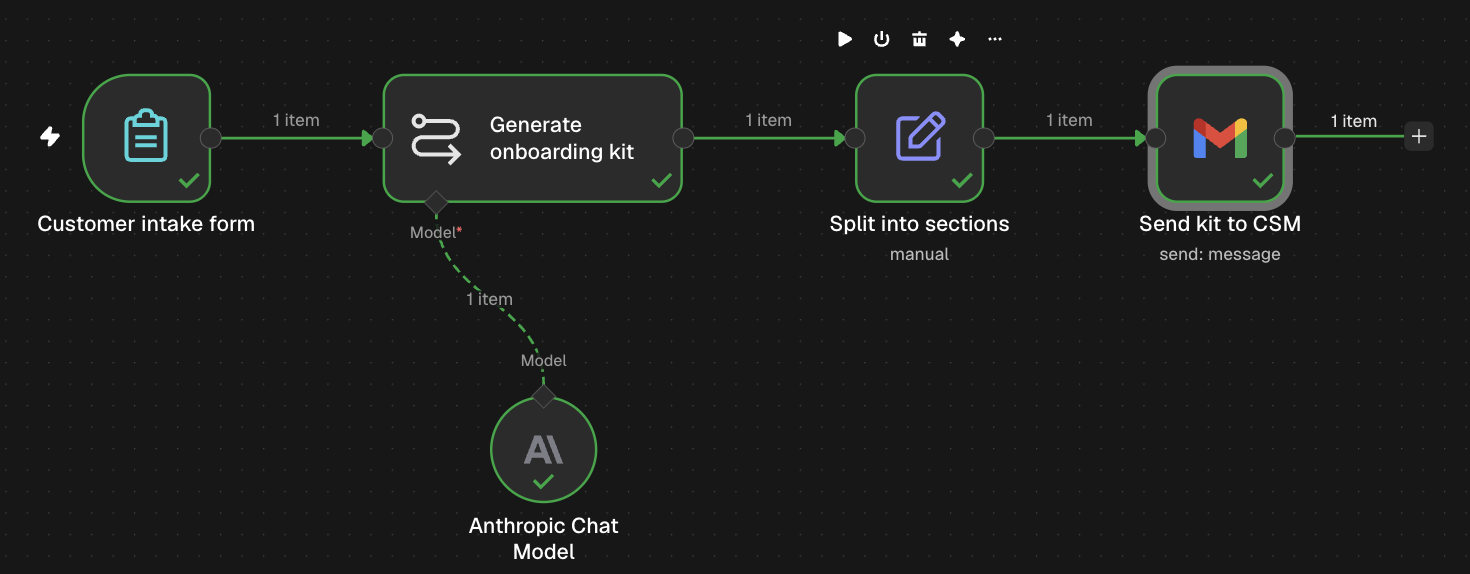 1 item
Generate
onboarding kit
1 item
1 item
1 item
Customer intake form
Model*
Split into sections
manual
Send kit to CSM
send: message
1 item
Model
AI
Anthropic Chat
Model